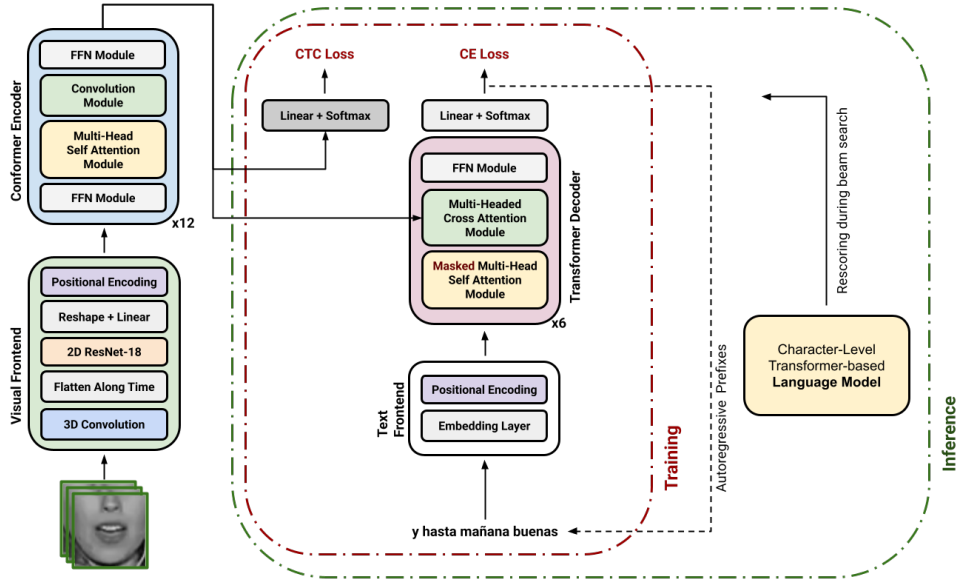 Conformer Encoder
FFN Module
Convolution
Module
Multi-Head
Self Attention
Module
FFN Module
x12
Visual Frontend
Positional Encoding
Reshape + Linear
2D ResNet-18
Flatten Along Time
3D Convolution
CTC Loss
Linear + Softmax
CE Loss
Linear + Softmax
Transformer Decoder
FFN Module
Multi-Headed
Cross Attention
Module
Masked Multi-Head
Self Attention
Module
x6
Text
Frontend
Positional Encoding
Embedding Layer
y hasta mañana buenas
Training
Autoregressive Prefixes
Rescoring during beam search
Character-Level
Transformer-based
Language Model
Inference